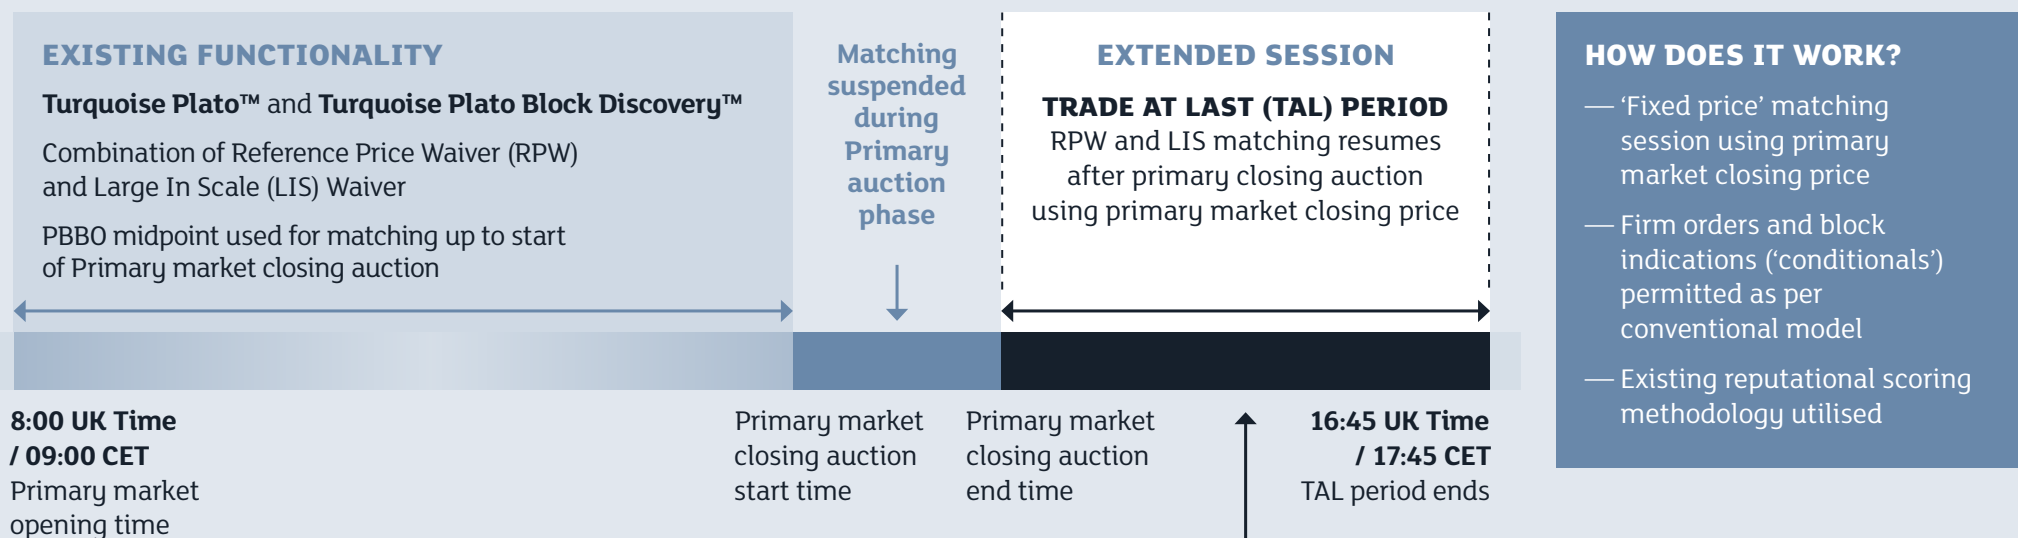 EXISTING FUNCTIONALITY
Turquoise Plato™ and Turquoise Plato Block Discovery™
Combination of Reference Price Waiver (RPW)
and Large In Scale (LIS) Waiver
PBBO midpoint used for matching up to start
of Primary market closing auction
Matching
suspended
during
Primary
auction
phase
EXTENDED SESSION
TRADE AT LAST (TAL) PERIOD
RPW and LIS matching resumes
after primary closing auction
using primary market closing price
HOW DOES IT WORK?
— ‘Fixed price’ matching
session using primary
market closing price
— Firm orders and block
indications (‘conditionals’)
permitted as per
conventional model
— Existing reputational scoring
methodology utilised
8:00 UK Time
/ 09:00 CET
Primary market
opening time
Primary market
closing auction
start time
Primary market
closing auction
end time
16:45 UK Time
/ 17:45 CET
TAL period ends